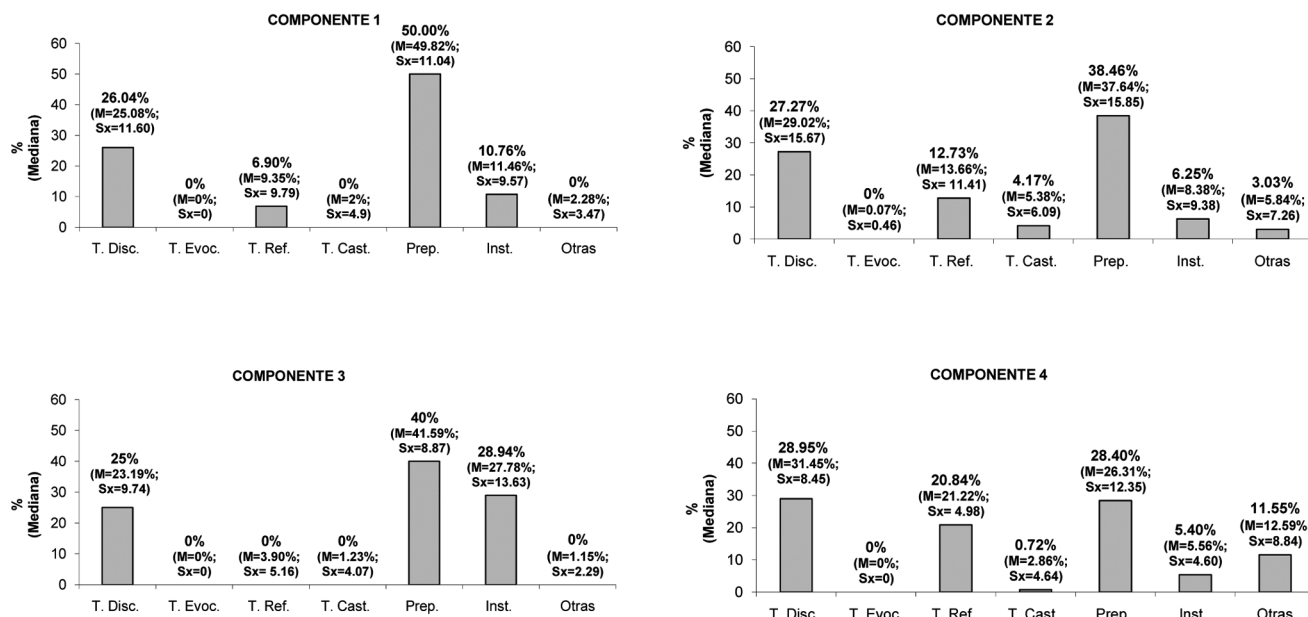 COMPONENTE 1
50.00%
(M=49.82%;
Sx=11.04)
26.04%
(M=25.08%;
Sx=11.60)
0%
(M=0%;
Sx=0)
6.90%
(M=9.35%;
Sx= 9.79)
0%
(M=2%;
Sx=4.9)
10.76%
(M=11.46%;
Sx=9.57)
0%
(M=2.28%;
Sx=3.47)
%
(Mediana)
60
50
40
30
20
10
0
T. Disc. T. Evoc. T. Ref. T. Cast. Prep. Inst. Otras
COMPONENTE 2
27.27%
(M=29.02%;
Sx=15.67)
0%
(M=0.07%;
Sx=0.46)
12.73%
(M=13.66%;
Sx= 11.41)
4.17%
(M=5.38%;
Sx=6.09)
38.46%
(M=37.64%;
Sx=15.85)
6.25%
(M=8.38%;
Sx=9.38)
3.03%
(M=5.84%;
Sx=7.26)
%
(Mediana)
60
50
40
30
20
10
0
T. Disc. T. Evoc. T. Ref. T. Cast. Prep. Inst. Otras
COMPONENTE 3
25%
(M=23.19%;
Sx=9.74)
0%
(M=0%;
Sx=0)
0%
(M=3.90%;
Sx= 5.16)
0%
(M=1.23%;
Sx=4.07)
40%
(M=41.59%;
Sx=8.87)
28.94%
(M=27.78%;
Sx=13.63)
0%
(M=1.15%;
Sx=2.29)
%
(Mediana)
60
50
40
30
20
10
0
T. Disc. T. Evoc. T. Ref. T. Cast. Prep. Inst. Otras
COMPONENTE 4
28.95%
(M=31.45%;
Sx=8.45)
0%
(M=0%;
Sx=0)
20.84%
(M=21.22%;
Sx= 4.98)
0.72%
(M=2.86%;
Sx=4.64)
28.40%
(M=26.31%;
Sx=12.35)
5.40%
(M=5.56%;
Sx=4.60)
11.55%
(M=12.59%
Sx=8.84)
%
(Mediana)
60
50
40
30
20
10
0
T. Disc. T. Evoc. T. Ref. T. Cast. Prep. Inst. Otras